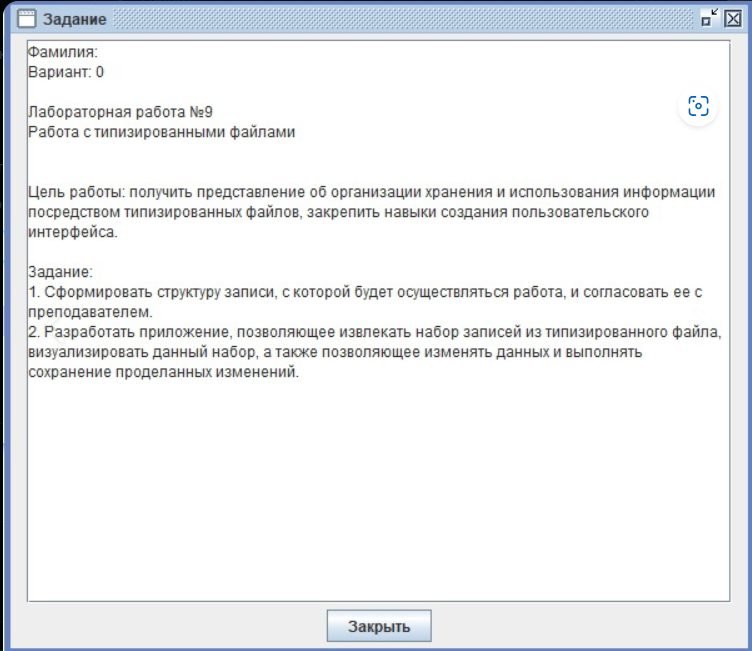 Задание
Фамилия:
Вариант: 0
Лабораторная работа №9
Работа с типизированными файлами
Цель работы: получить представление об организации хранения и использования информации
посредством типизированных файлов, закрепить навыки создания пользовательского
интерфейса.
Задание:
1. Сформировать структуру записи, с которой будет осуществляться работа, и согласовать ее с
преподавателем.
2. Разработать приложение, позволяющее извлекать набор записей из типизированного файла,
визуализировать данный набор, а также позволяющее изменять данных и выполнять
сохранение проделанных изменений.
Закрыть